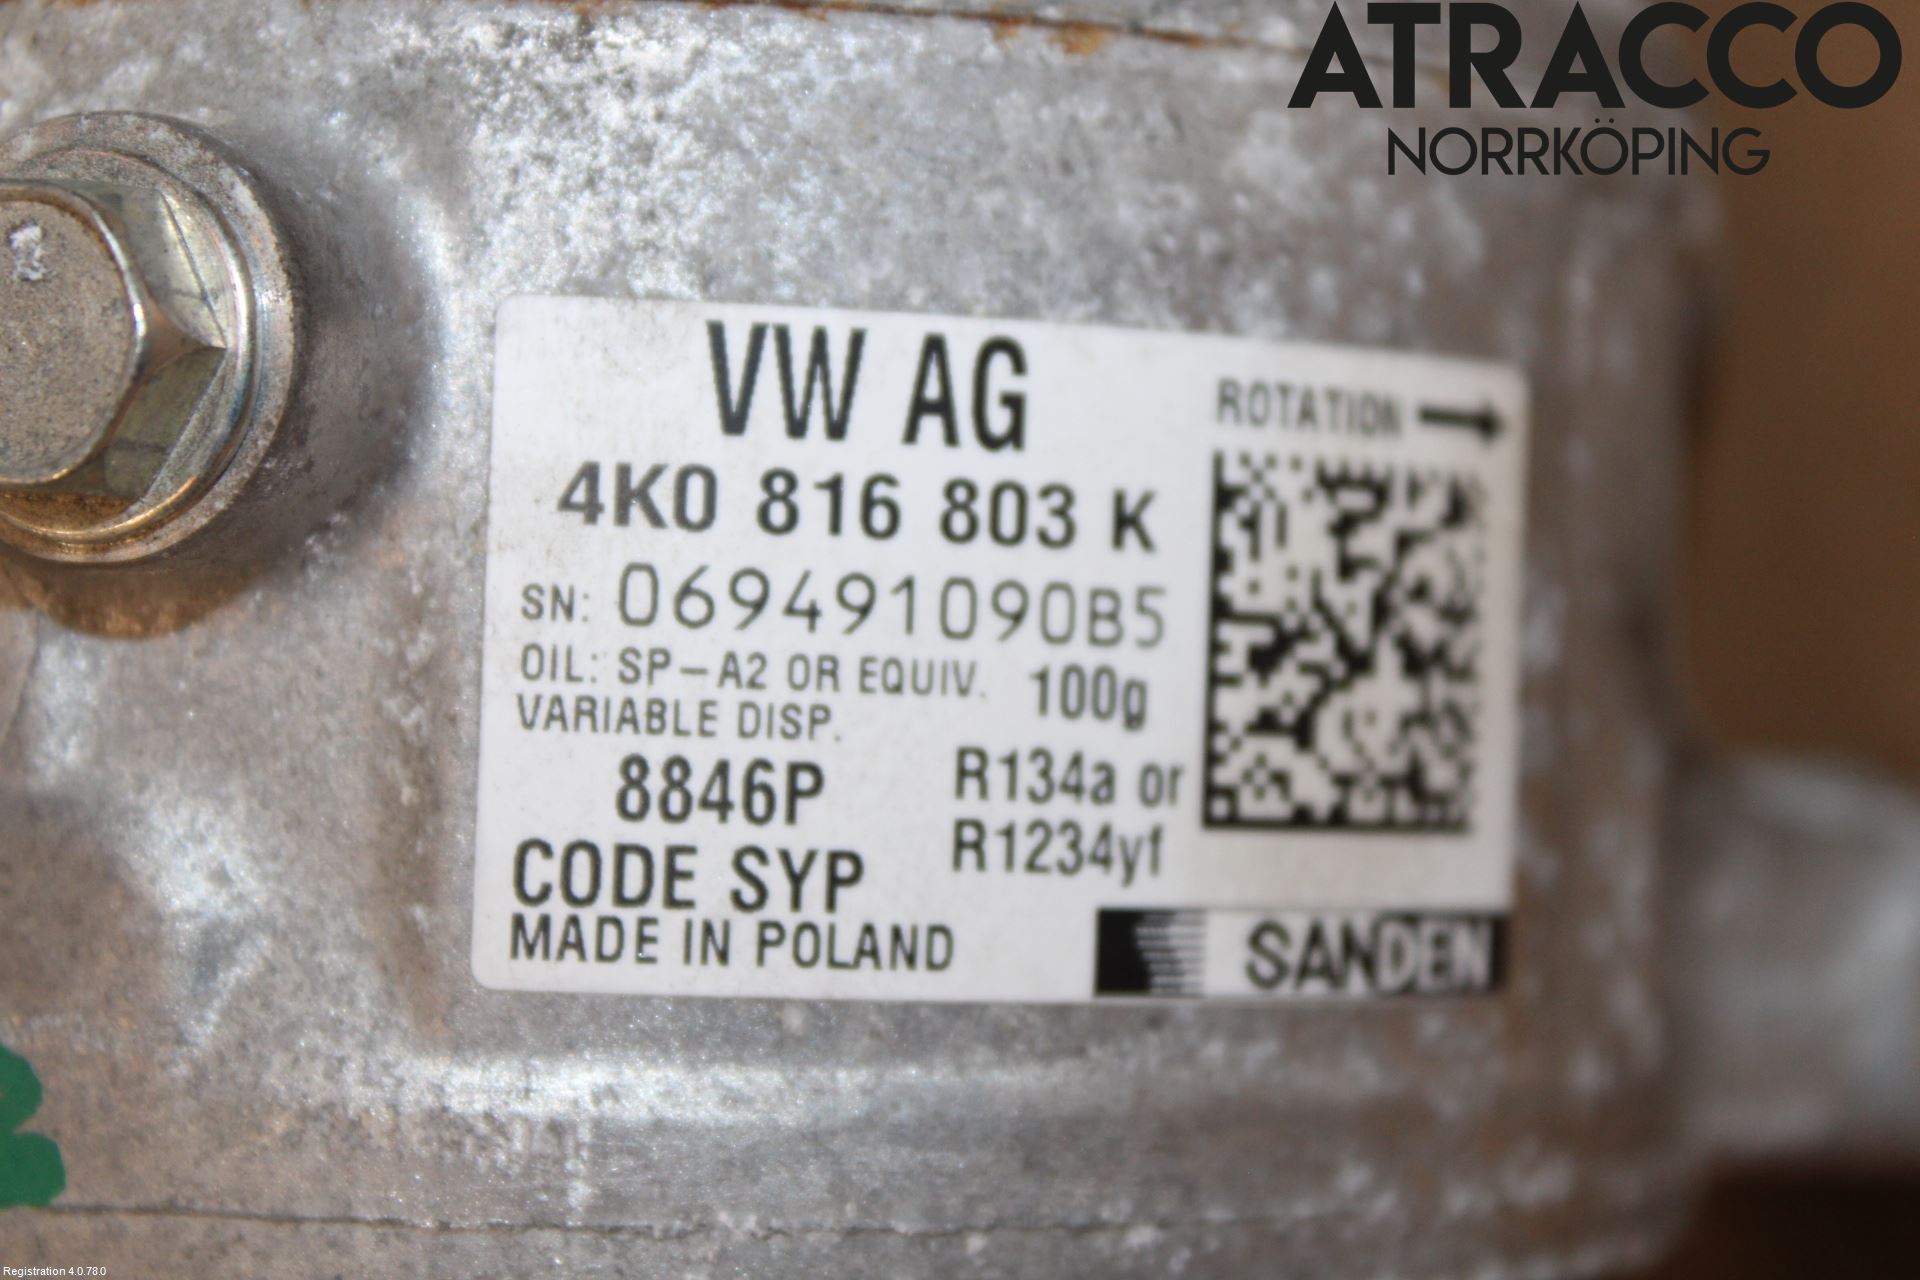 ATRACCO
NORRKÖPING
VW AG
ROTATION →
4K0 816 803 K
SN: 069491090B5
OIL: SP-A2 OR EQUIV. 100g
VARIABLE DISP.
8846P
R134a or
R1234yf
CODE SYP
MADE IN POLAND
SANDEN
Registration 4.0.78.0